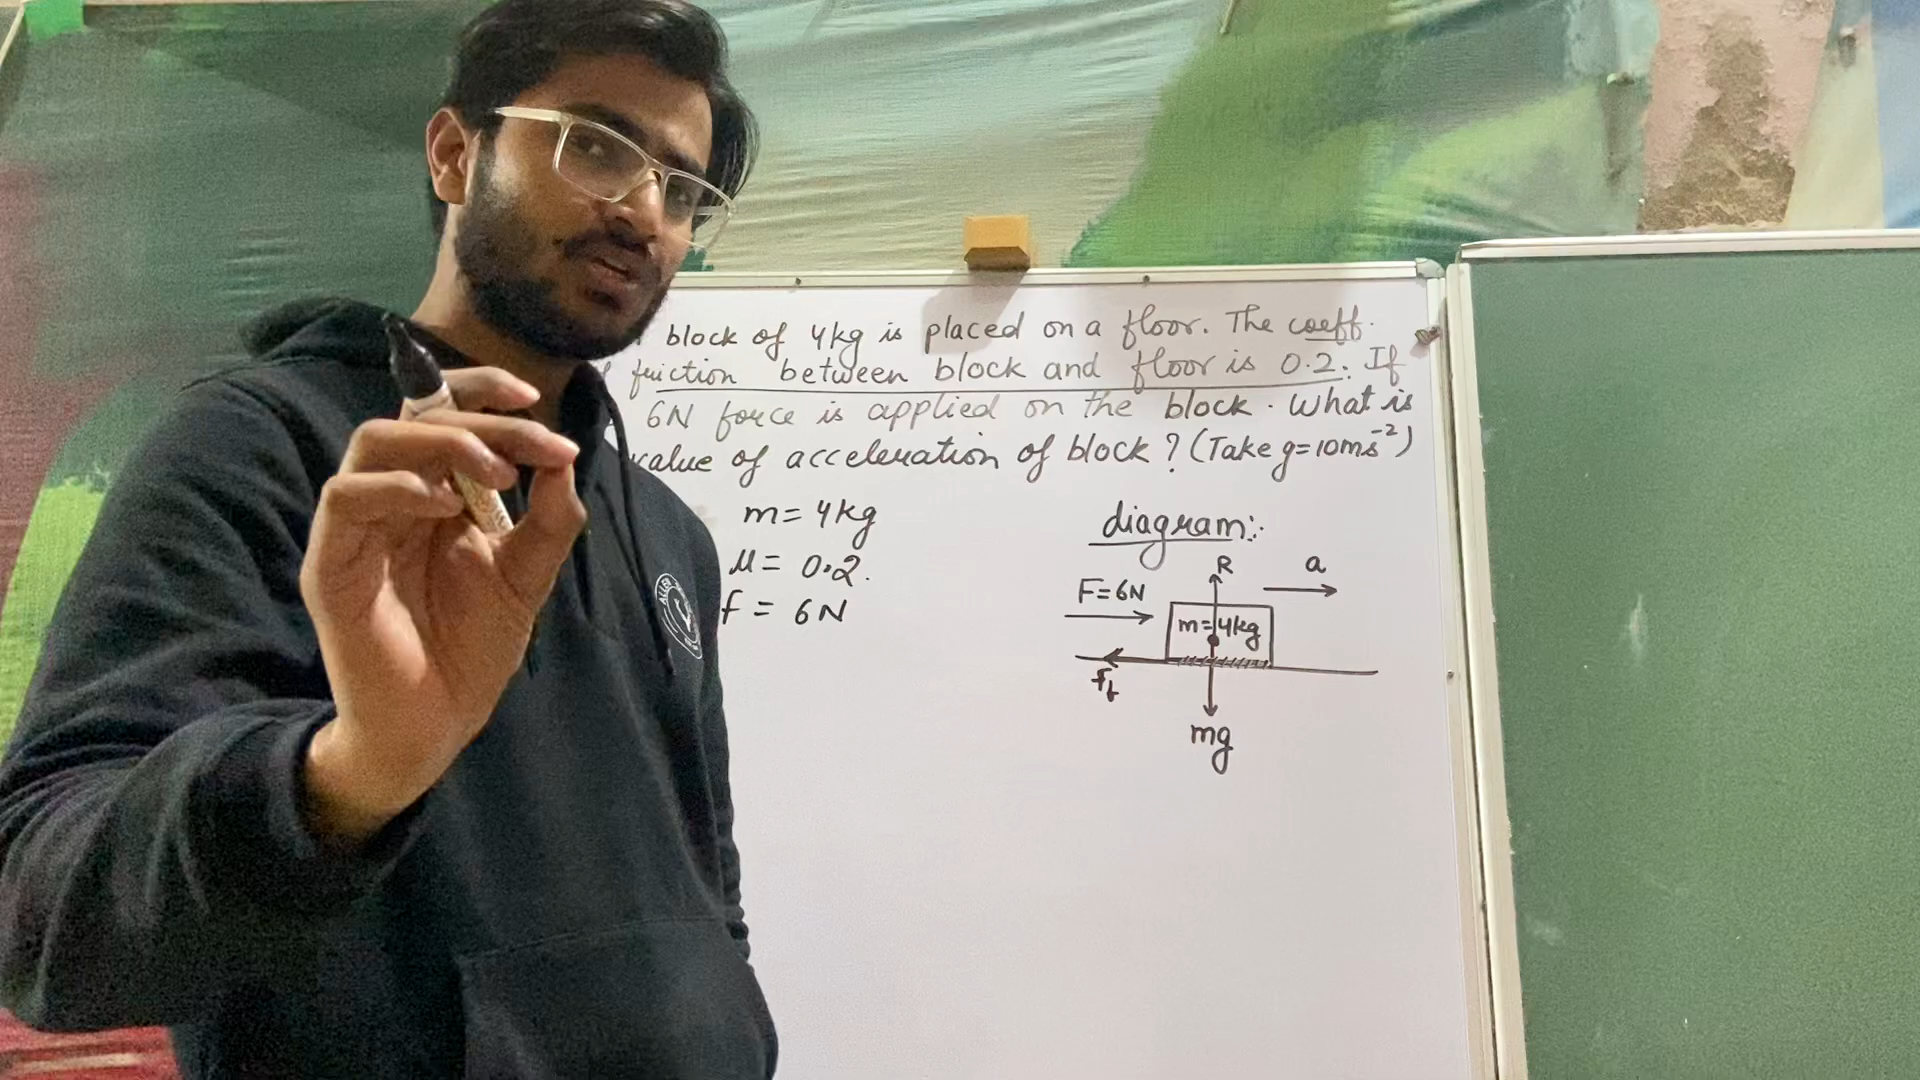 block of 4kg is placed on a floor. The coeff.
friction between block and floor is 0.2. If
6N force is applied on the block. What is
value of acceleration of block? (Take g=10ms⁻²)
m= 4kg
μ= 0.2.
f = 6N
diagram:
R
a
F=6N
m=4kg
mg
ALLEN